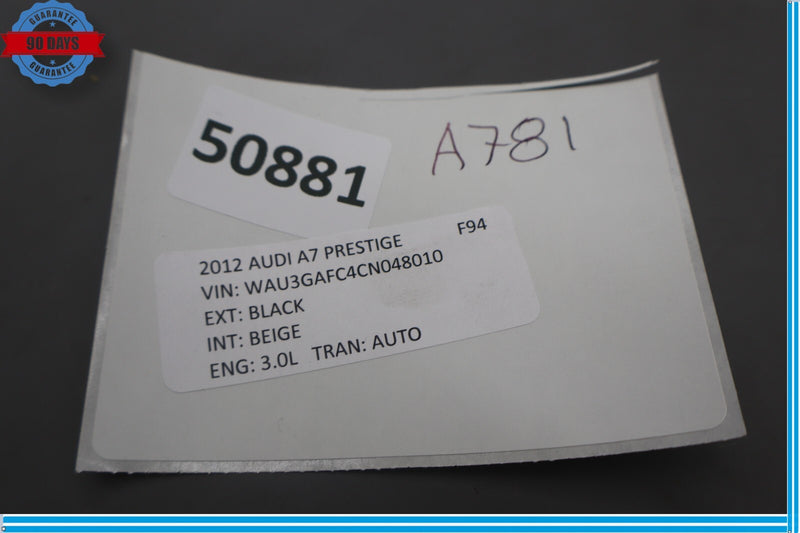 GUARANTEE
90 DAYS
GUARANTEE
50881
A781
2012 AUDI A7 PRESTIGE F94
VIN: WAU3GAFC4CN048010
EXT: BLACK
INT: BEIGE
ENG: 3.0L TRAN: AUTO